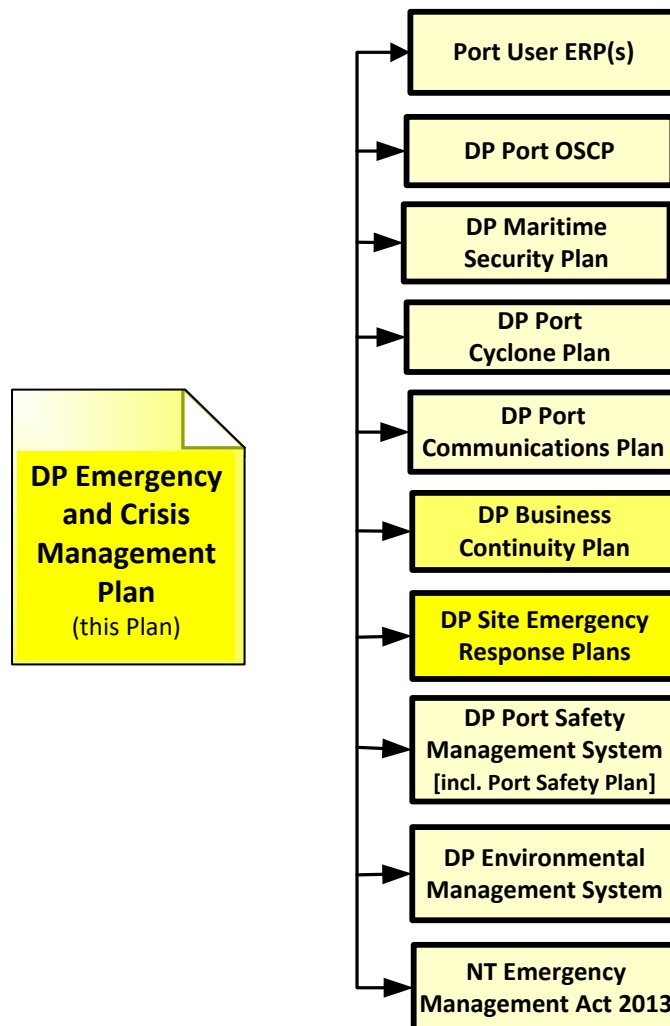 Port User ERP(s)
DP Port OSCP
DP Maritime
Security Plan
DP Port
Cyclone Plan
DP Port
Communications Plan
DP Emergency
and Crisis
Management
Plan
(this Plan)
DP Business
Continuity Plan
DP Site Emergency
Response Plans
DP Port Safety
Management System
[incl. Port Safety Plan]
DP Environmental
Management System
NT Emergency
Management Act 2013